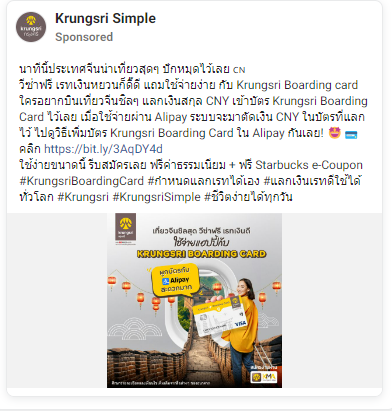 Krungsri Simple
Sponsored
นาทีนี้ประเทศจีนน่าเที่ยวสุดๆ ปักหมุดไว้เลย CN
วีซ่าฟรี เรทเงินหยวนก็ดี๊ดี แถมใช้จ่ายง่าย กับ Krungsri Boarding card
ใครอยากบินเที่ยวจีนชิลๆ แลกเงินสกุล CNY เข้าบัตร Krungsri Boarding
Card ไว้เลย เมื่อใช้จ่ายผ่าน Alipay ระบบจะมาตัดเงิน CNY ในบัตรที่แลก
ไว้ ไปดูวิธีเพิ่มบัตร Krungsri Boarding Card ใน Alipay กันเลย! 🤩 💳
คลิก https://bit.ly/3AqDY4d
ใช้ง่ายขนาดนี้ รีบสมัครเลย ฟรีค่าธรรมเนียม + ฟรี Starbucks e-Coupon
#KrungsriBoardingCard #กำหนดแลกเรทได้เอง #แลกเงินเรทดีใช้ได้
ทั่วโลก #Krungsri #KrungsriSimple #ชีวิตง่ายได้ทุกวัน
krungsri
กรุงศรี
เที่ยวจีนชิลสุด วีซ่าฟรี เรทเงินดี
ใช้จ่ายแฮปปี้กับ
KRUNGSRI BOARDING CARD
ผูกบัตรกับ
Alipay
สะดวกมาก
VISA